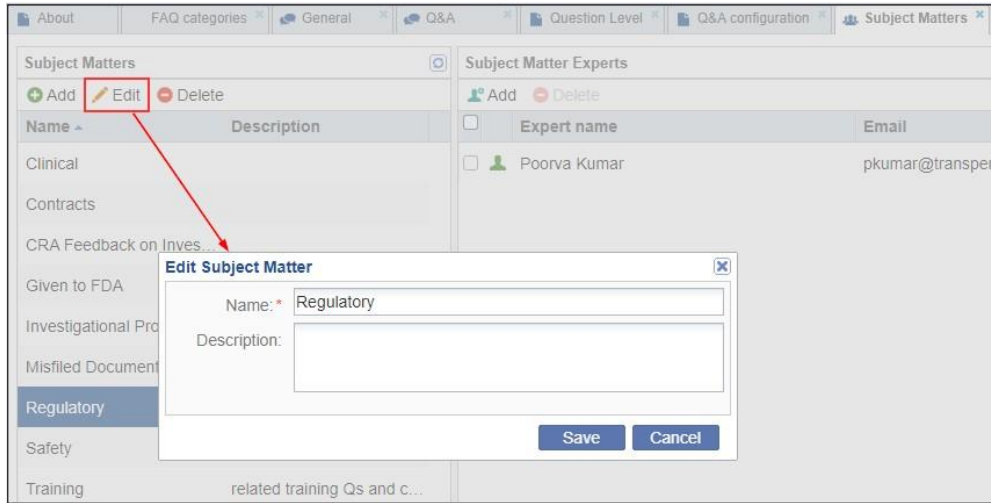 About FAQ categories General Q&A Question Level Q&A configuration Subject Matters
Subject Matters
Add Edit Delete
Name Description
Clinical
Contracts
CRA Feedback on Inves...
Given to FDA
Investigational Pro
Misfiled Document
Regulatory
Safety
Training related training Qs and c...
Subject Matter Experts
Add Delete
Expert name Email
Poorva Kumar pkumar@transper
Edit Subject Matter
Name:* Regulatory
Description:
Save Cancel